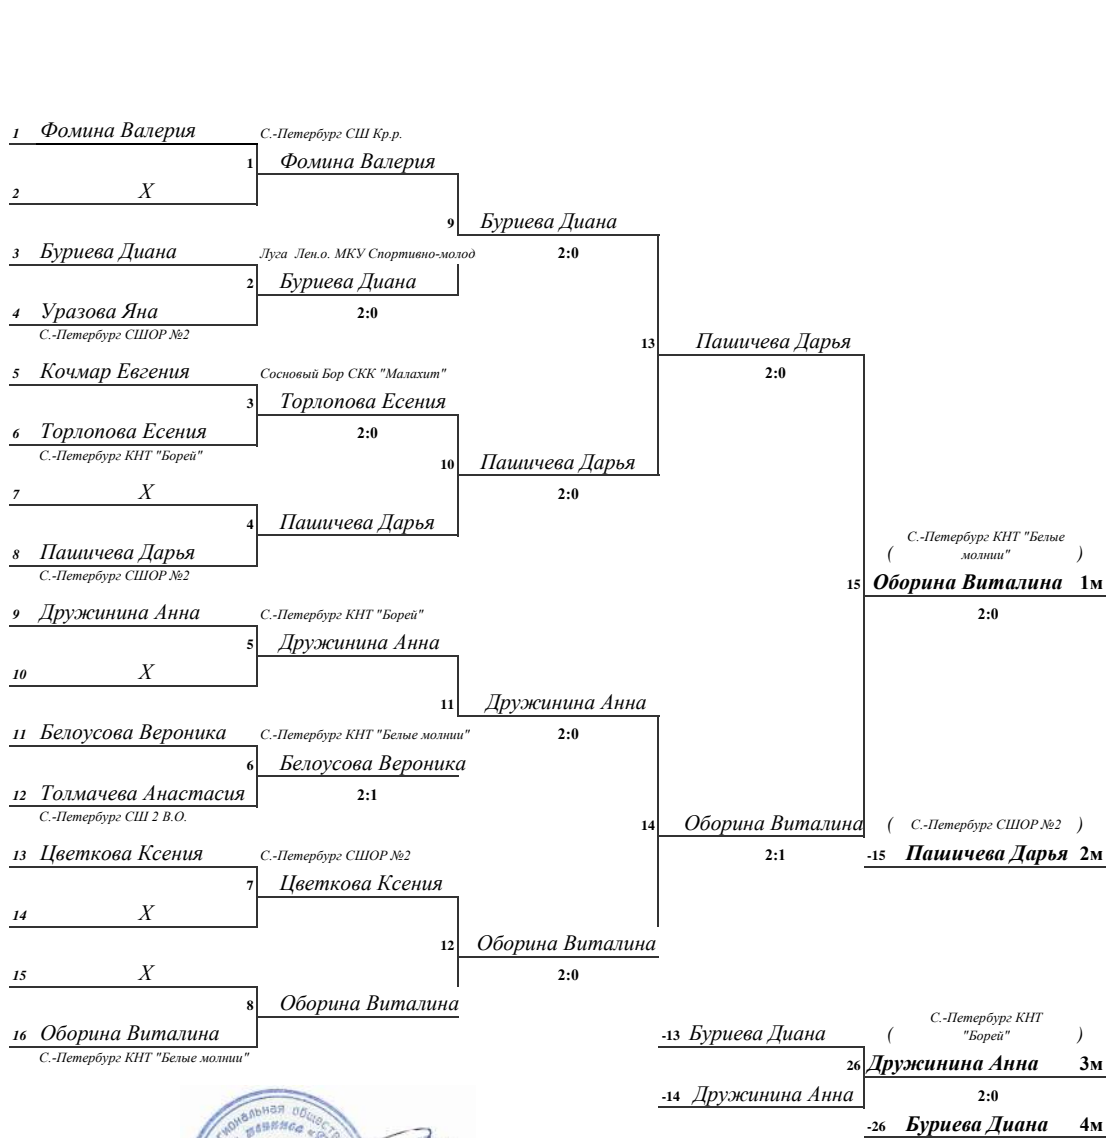 1 Фомина Валерия С.-Петербург СШ Кр.р.
1 Фомина Валерия
2 X
9 Буриева Диана
3 Буриева Диана Луга Лен.о. МКУ Спортивно-молод 2:0
2 Буриева Диана
4 Уразова Яна 2:0
С.-Петербург СШОР №2
13 Пашичева Дарья
5 Кочмар Евгения Сосновый Бор СКК "Малахит" 2:0
3 Торлопова Есения
6 Торлопова Есения 2:0
С.-Петербург КНТ "Борей"
10 Пашичева Дарья
7 X 2:0
4 Пашичева Дарья
С.-Петербург КНТ "Белые
8 Пашичева Дарья ( молнии" )
С.-Петербург СШОР №2
15 Оборина Виталина 1м
9 Дружинина Анна С.-Петербург КНТ "Борей" 2:0
5 Дружинина Анна
10 X
11 Дружинина Анна
11 Белоусова Вероника С.-Петербург КНТ "Белые молнии" 2:0
6 Белоусова Вероника
12 Толмачева Анастасия 2:1
С.-Петербург СШ 2 В.О.
14 Оборина Виталина ( С.-Петербург СШОР №2 )
13 Цветкова Ксения С.-Петербург СШОР №2 2:1 -15 Пашичева Дарья 2м
7 Цветкова Ксения
14 X
12 Оборина Виталина
15 X 2:0
8 Оборина Виталина
С.-Петербург КНТ
16 Оборина Виталина -13 Буриева Диана ( "Борей" )
С.-Петербург КНТ "Белые молнии"
26 Дружинина Анна 3м
-14 Дружинина Анна 2:0
-26 Буриева Диана 4м